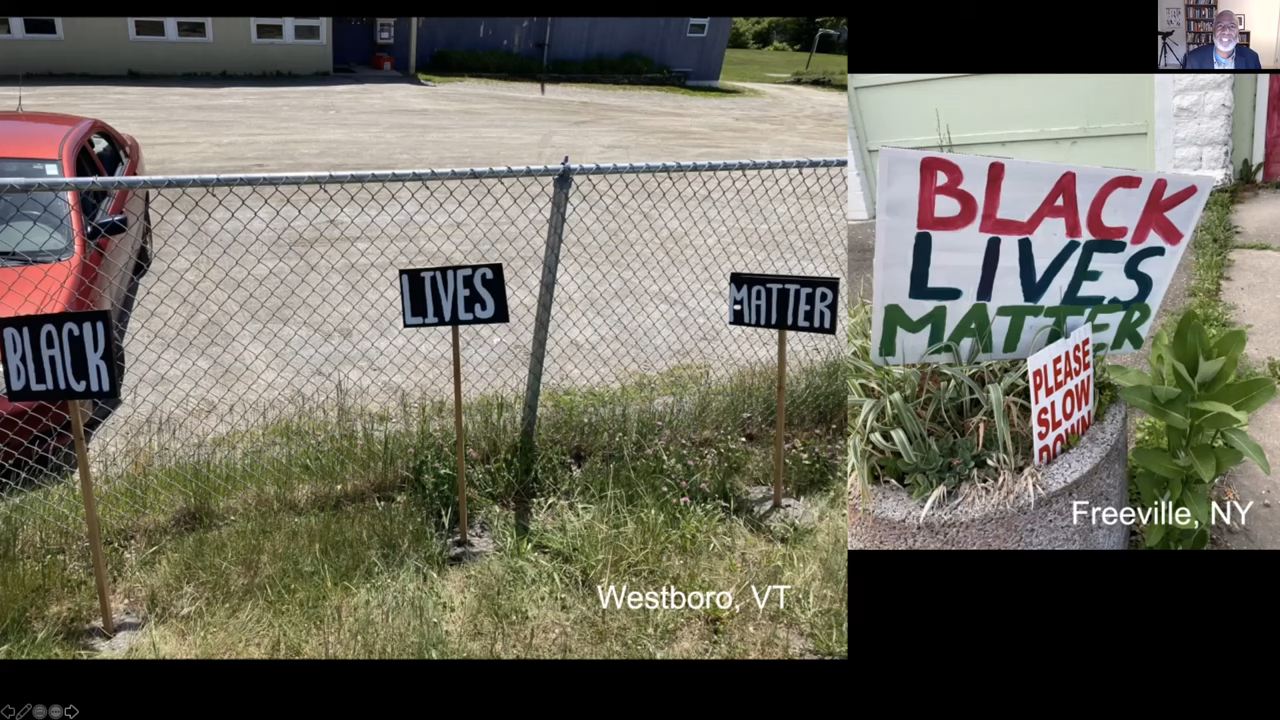 BLACK
LIVES
MATTER
Westboro, VT
BLACK
LIVES
MATTER
PLEASE
SLOW
DOWN
Freeville, NY